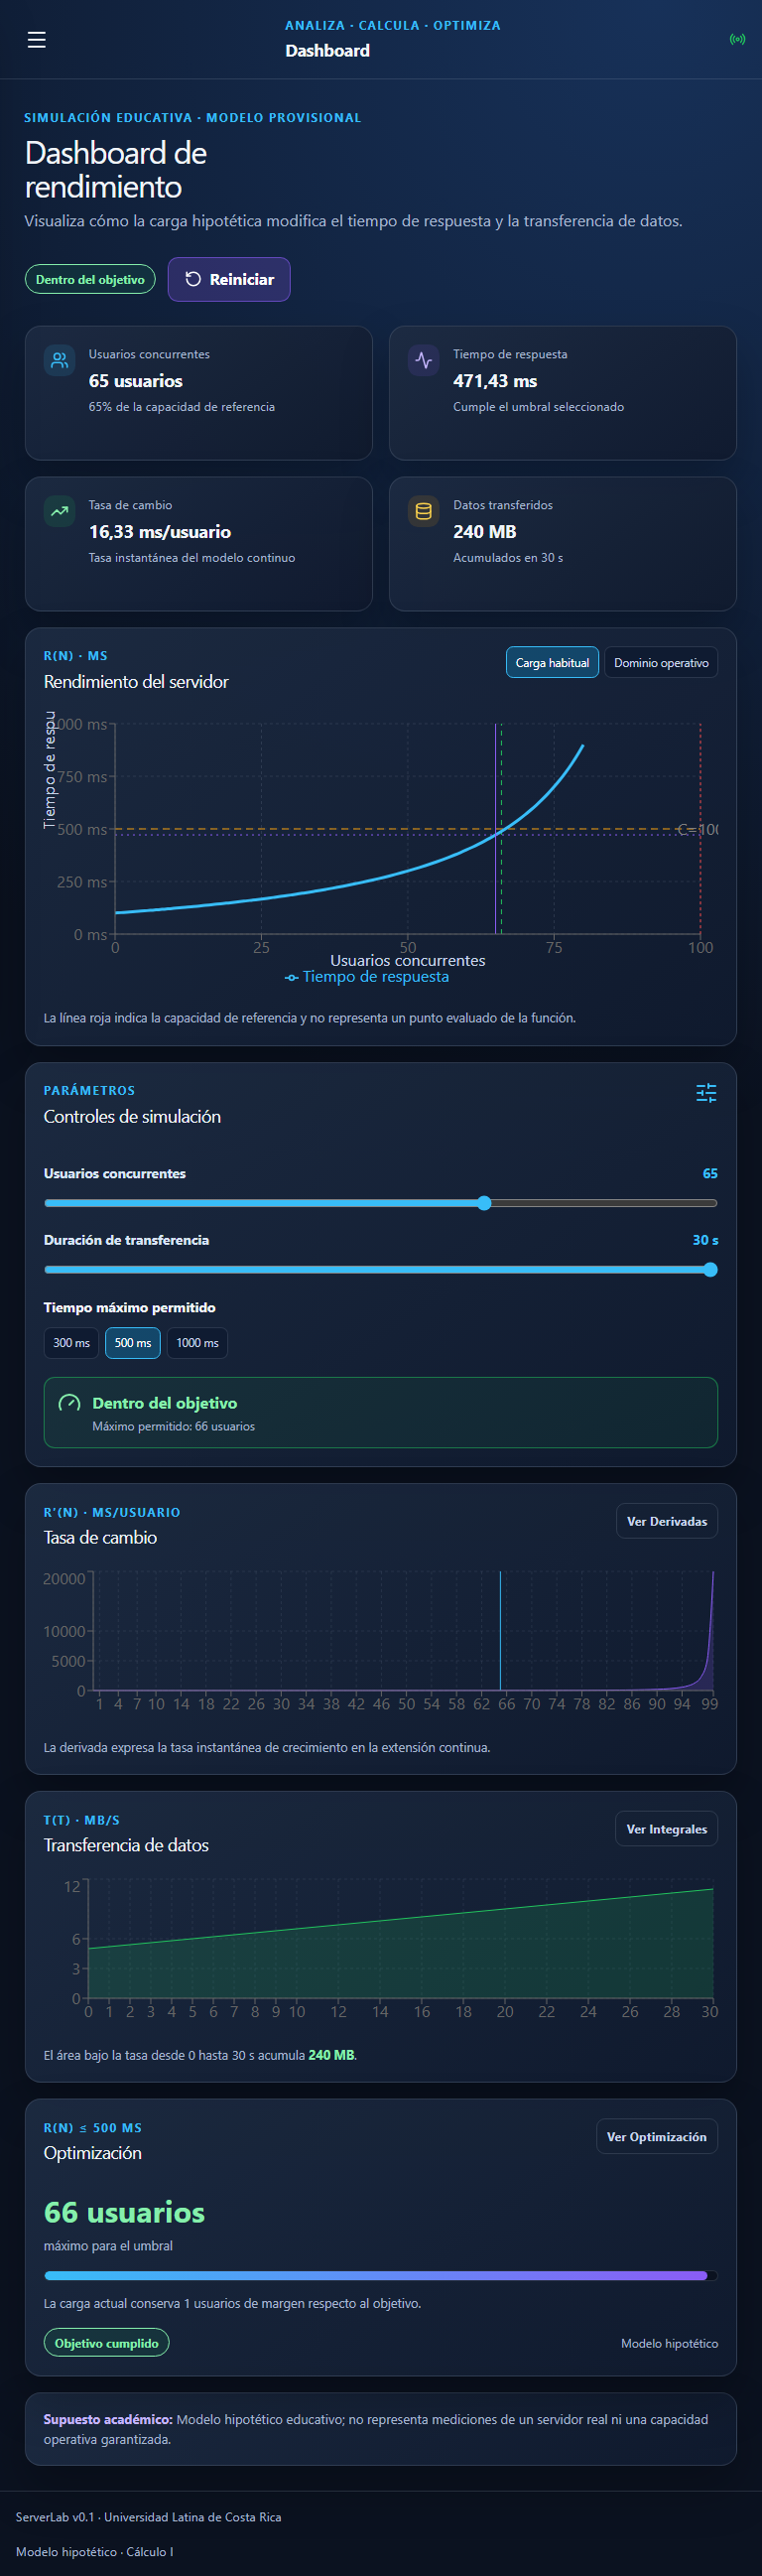 ANALIZA · CALCULA · OPTIMIZA
Dashboard
SIMULACIÓN EDUCATIVA · MODELO PROVISIONAL
Dashboard de
rendimiento
Visualiza cómo la carga hipotética modifica el tiempo de respuesta y la transferencia de datos.
Dentro del objetivo
Reiniciar
Usuarios concurrentes
65 usuarios
65% de la capacidad de referencia
Tiempo de respuesta
471,43 ms
Cumple el umbral seleccionado
Tasa de cambio
16,33 ms/usuario
Tasa instantánea del modelo continuo
Datos transferidos
240 MB
Acumulados en 30 s
R(N) · MS
Rendimiento del servidor
Carga habitual
Dominio operativo
Tiempo de respu
000 ms
750 ms
500 ms
250 ms
0 ms
C=100
0 25 50 75 100
Usuarios concurrentes
Tiempo de respuesta
La línea roja indica la capacidad de referencia y no representa un punto evaluado de la función.
PARÁMETROS
Controles de simulación
Usuarios concurrentes 65
Duración de transferencia 30 s
Tiempo máximo permitido
300 ms 500 ms 1000 ms
Dentro del objetivo
Máximo permitido: 66 usuarios
R'(N) · MS/USUARIO
Tasa de cambio
Ver Derivadas
20000
10000
5000
0
1 4 7 10 14 18 22 26 30 34 38 42 46 50 54 58 62 66 70 74 78 82 86 90 94 99
La derivada expresa la tasa instantánea de crecimiento en la extensión continua.
T(T) · MB/S
Transferencia de datos
Ver Integrales
12
6
3
0
0 1 2 3 4 5 6 7 8 9 10 12 14 16 18 20 22 24 26 28 30
El área bajo la tasa desde 0 hasta 30 s acumula 240 MB.
R(N) ≤ 500 MS
Optimización
Ver Optimización
66 usuarios
máximo para el umbral
La carga actual conserva 1 usuarios de margen respecto al objetivo.
Objetivo cumplido
Modelo hipotético
Supuesto académico: Modelo hipotético educativo; no representa mediciones de un servidor real ni una capacidad
operativa garantizada.
ServerLab v0.1 · Universidad Latina de Costa Rica
Modelo hipotético · Cálculo I